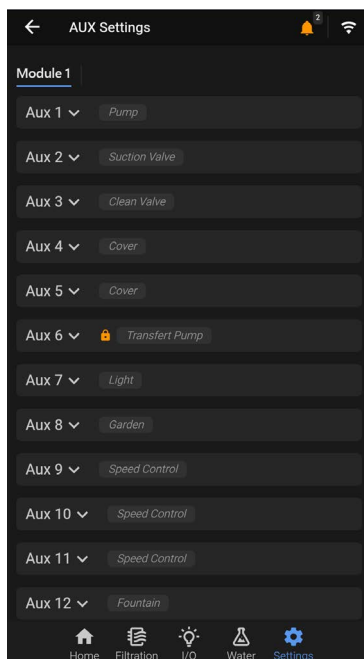 AUX Settings
2
Module 1
Aux 1 Pump
Aux 2 Suction Valve
Aux 3 Clean Valve
Aux 4 Cover
Aux 5 Cover
Aux 6 Transfert Pump
Aux 7 Light
Aux 8 Garden
Aux 9 Speed Control
Aux 10 Speed Control
Aux 11 Speed Control
Aux 12 Fountain
Home Filtration I/O Water Settings